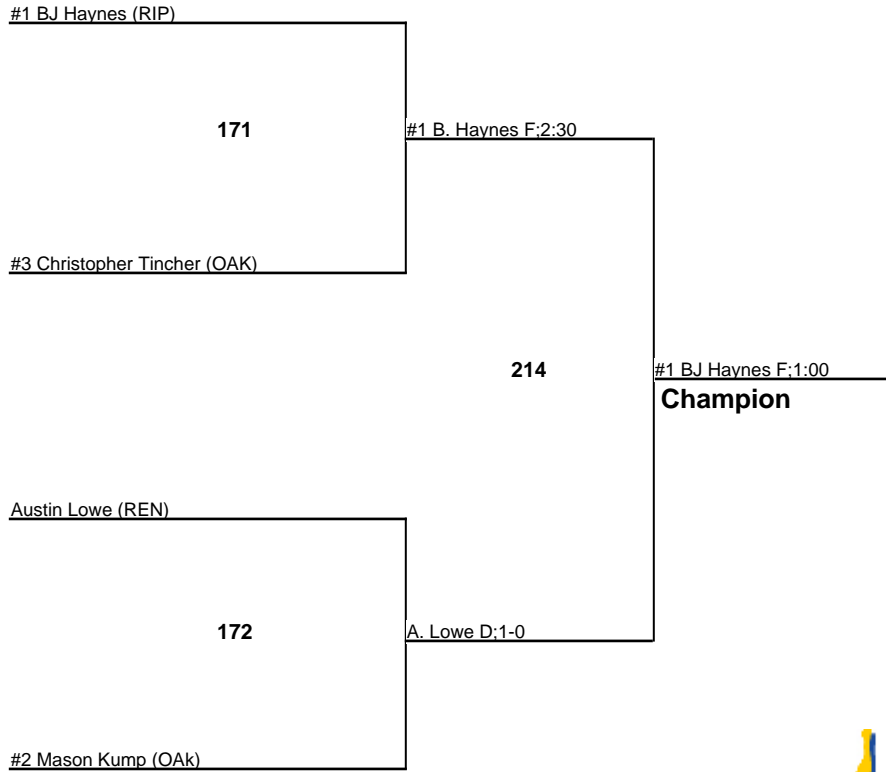 #1 BJ Haynes (RIP)
171
#1 B. Haynes F;2:30
#3 Christopher Tincher (OAK)
214
#1 BJ Haynes F;1:00
Champion
Austin Lowe (REN)
172
A. Lowe D;1-0
#2 Mason Kump (OAk)